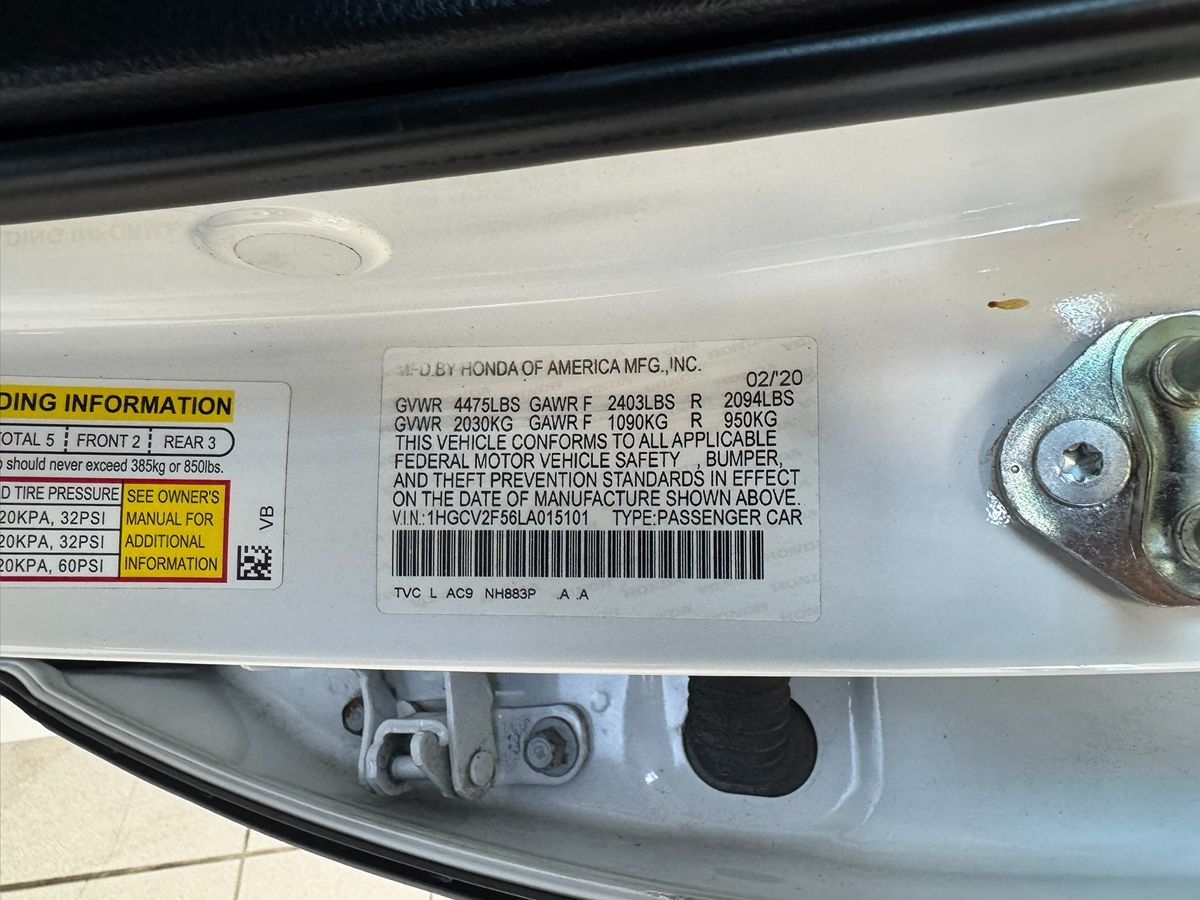 DING INFORMATION
TOTAL 5 FRONT 2 REAR 3
should never exceed 385kg or 850lbs.
TIRE PRESSURE
20KPA, 32PSI
20KPA, 32PSI
20KPA, 60PSI
SEE OWNER'S
MANUAL FOR
ADDITIONAL
INFORMATION
VB
MFD.BY HONDA OF AMERICA MFG.,INC.
02/'20
GVWR 4475LBS GAWR F 2403LBS R 2094LBS
GVWR 2030KG GAWR F 1090KG R 950KG
THIS VEHICLE CONFORMS TO ALL APPLICABLE
FEDERAL MOTOR VEHICLE SAFETY , BUMPER,
AND THEFT PREVENTION STANDARDS IN EFFECT
ON THE DATE OF MANUFACTURE SHOWN ABOVE.
V.I.N.:1HGCV2F56LA015101 TYPE:PASSENGER CAR
TVC L AC9 NH883P .A .A